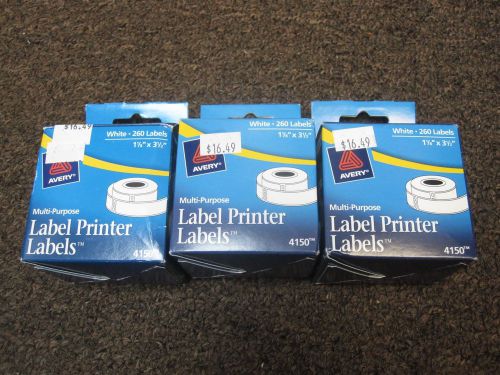 $16.49
White • 260 Labels
1⅛" x 3½"
AVERY®
Multi-Purpose
Label Printer
Labels™
4150™
$16.49
White • 260 Labels
1⅛" x 3½"
AVERY®
Multi-Purpose
Label Printer
Labels™
4150™
$16.49
White • 260 Labels
1⅛" x 3½"
AVERY®
Multi-Purpose
Label Printer
Labels™
4150™